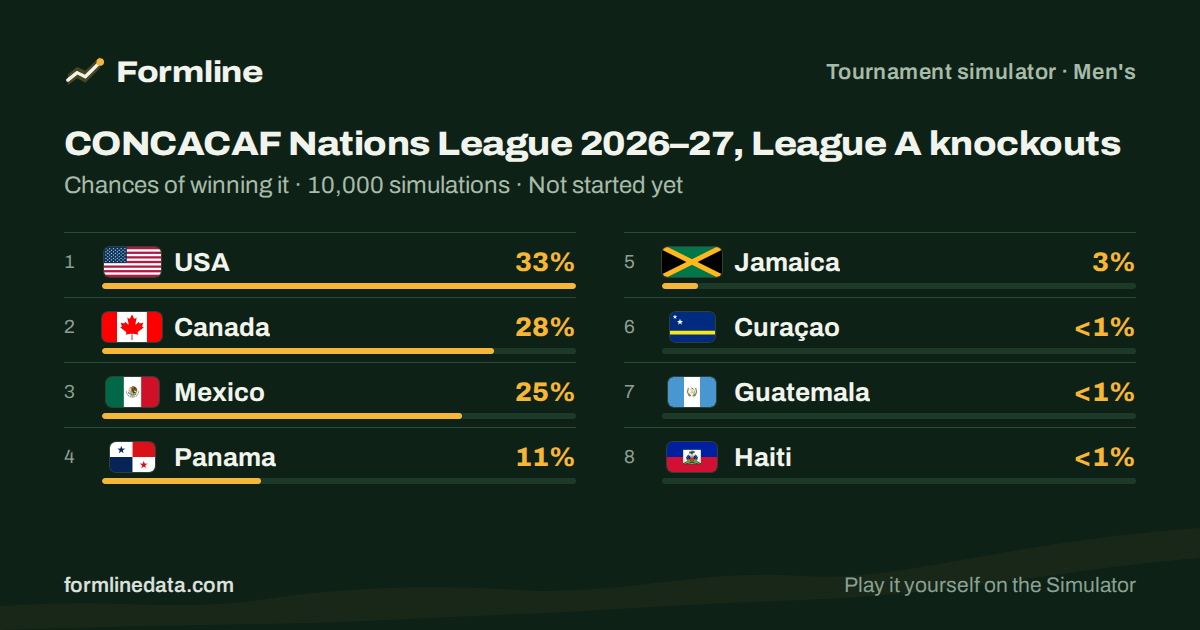 Formline
Tournament simulator · Men's
CONCACAF Nations League 2026–27, League A knockouts
Chances of winning it · 10,000 simulations · Not started yet
1 USA 33%
2 Canada 28%
3 Mexico 25%
4 Panama 11%
5 Jamaica 3%
6 Curaçao <1%
7 Guatemala <1%
8 Haiti <1%
formlinedata.com
Play it yourself on the Simulator